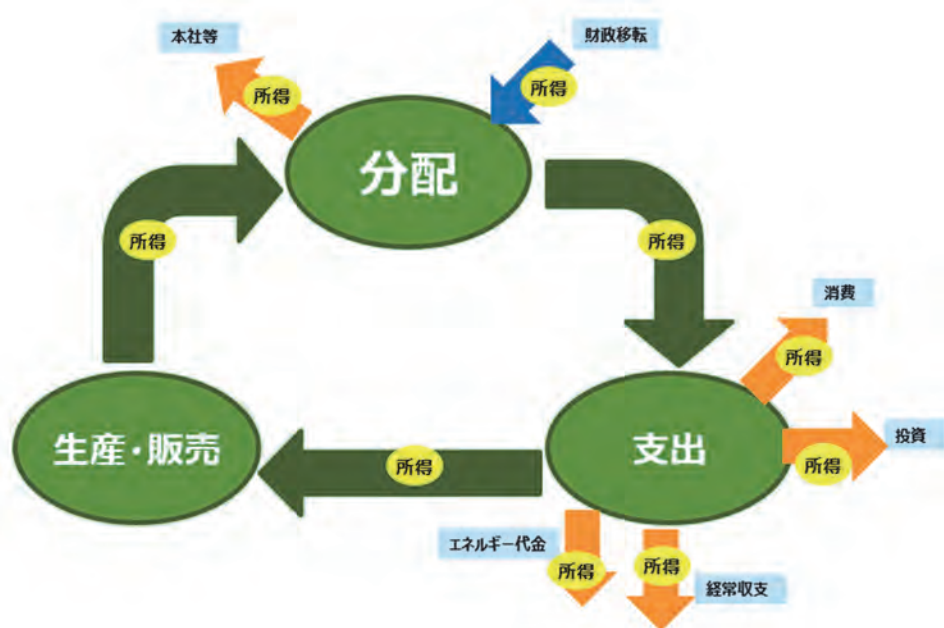 本社等
財政移転
所得
所得
分配
所得
所得
消費
所得
生産・販売
所得
支出
投資
所得
エネルギー代金
所得
所得
経常収支